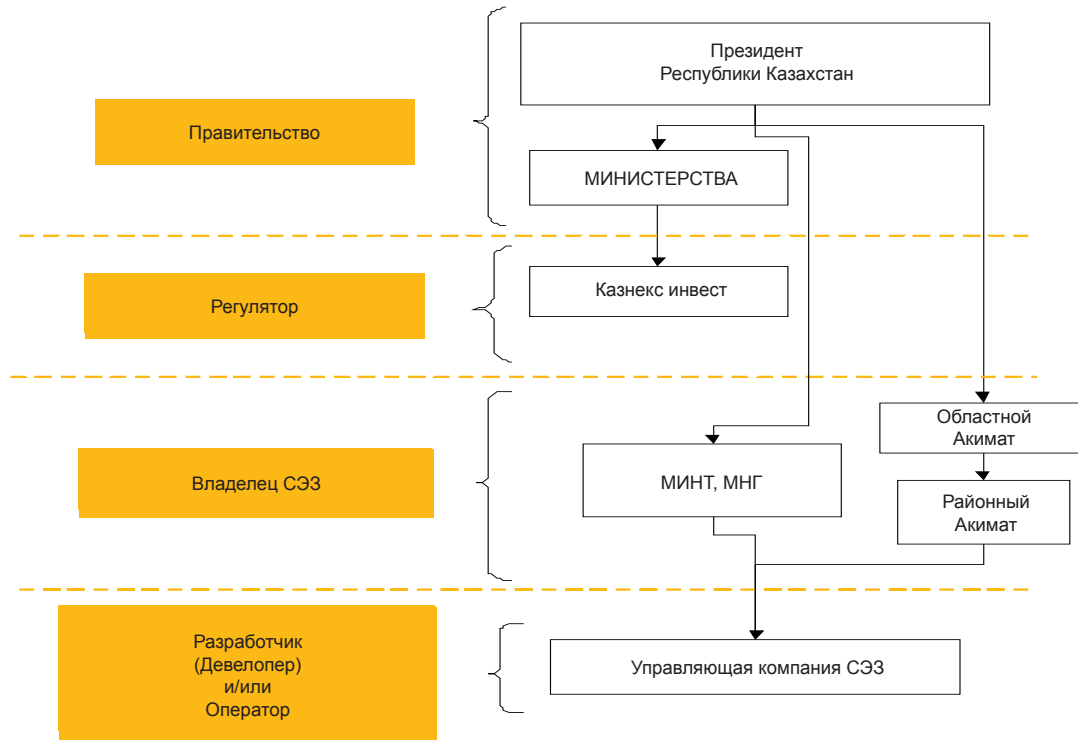 Президент
Республики Казахстан
Правительство
МИНИСТЕРСТВА
Регулятор
Казнекс инвест
Владелец СЭЗ
МИНТ, МНГ
Областной
Акимат
Районный
Акимат
Разработчик
(Девелопер)
и/или
Оператор
Управляющая компания СЭЗ